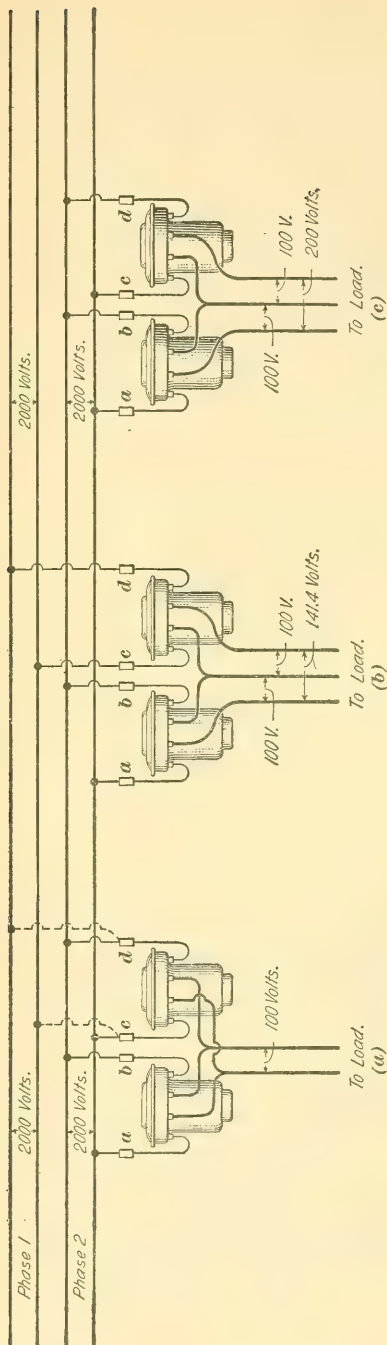 Phase 1
2000 Volts.
Phase 2
2000 Volts.
2000 Volts.
2000 Volts.
a
b
c
d
100 Volts.
To Load.
(a)
a
b
c
d
100 V.
100 V.
141.4 Volts.
To Load.
(b)
a
b
c
d
100 V.
100 V.
200 Volts.
To Load.
(c)